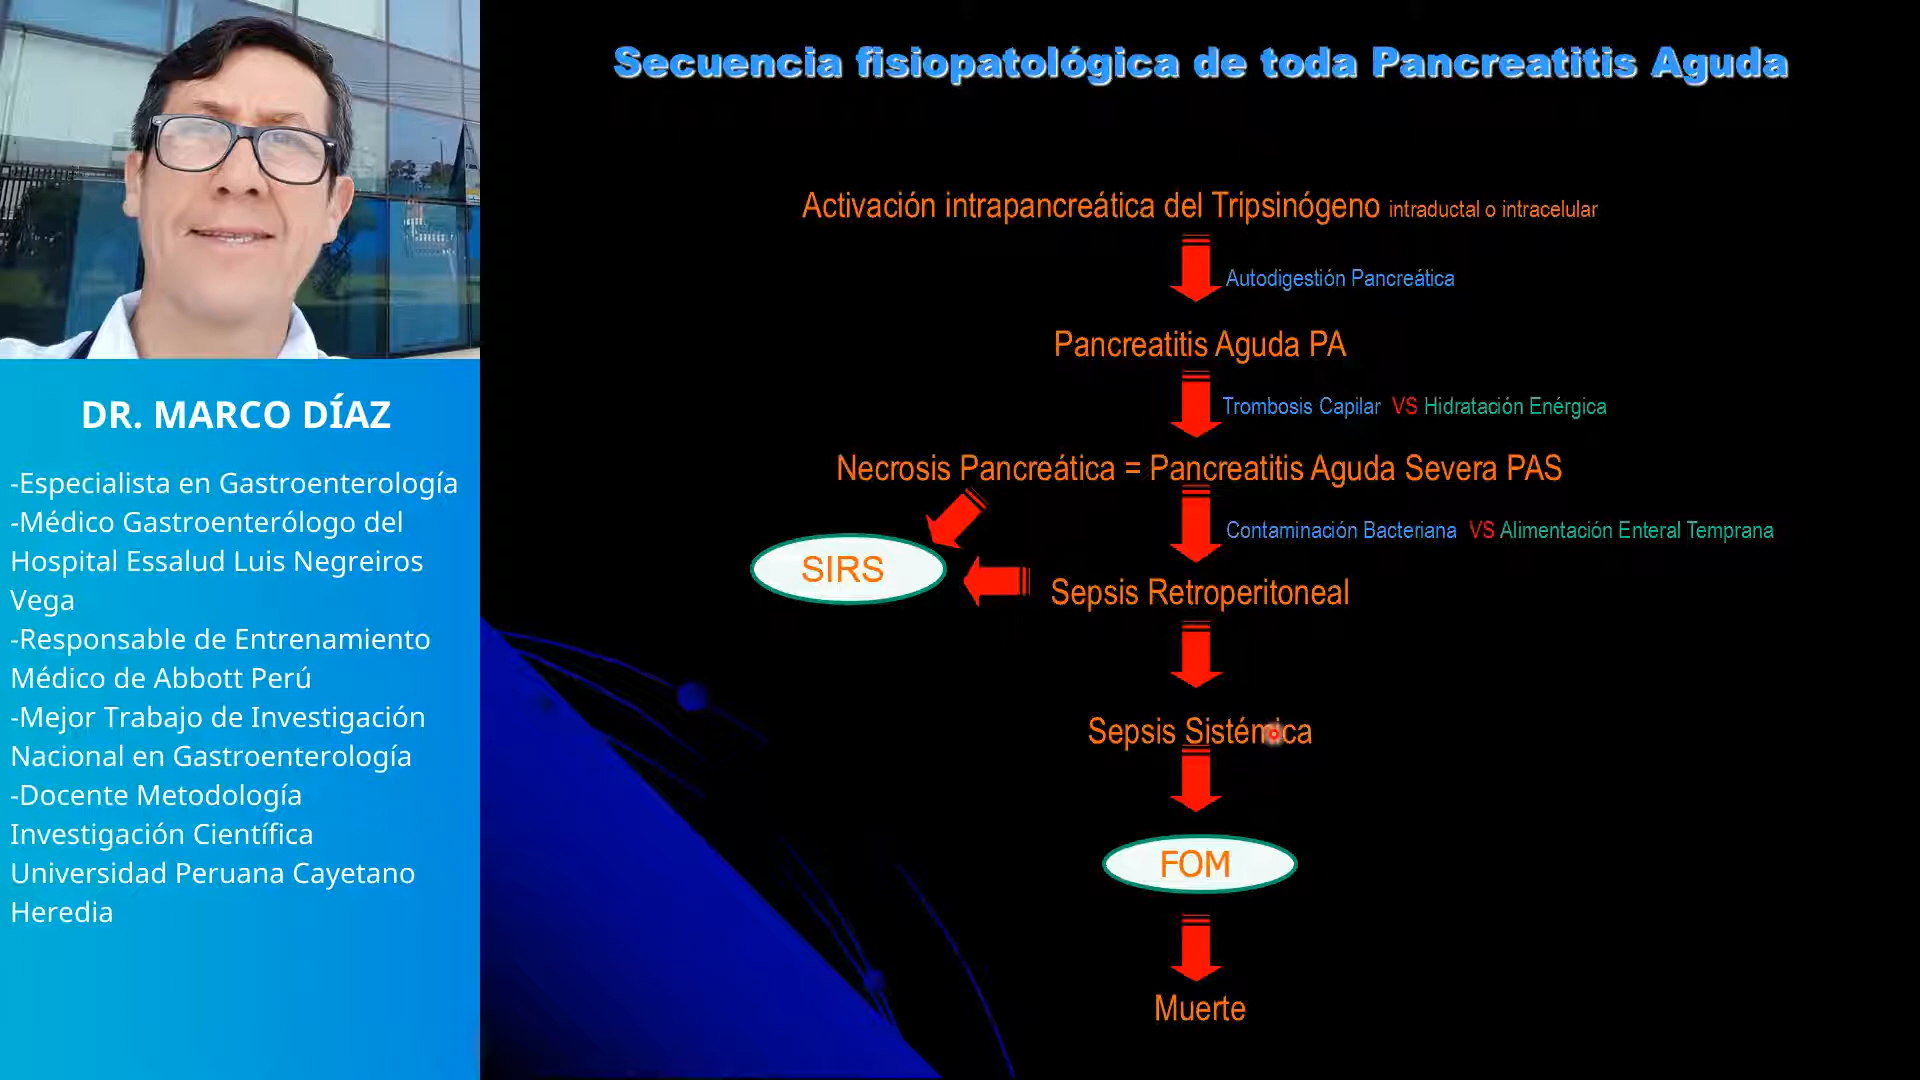 DR. MARCO DÍAZ
-Especialista en Gastroenterología
-Médico Gastroenterólogo del
Hospital Essalud Luis Negreiros
Vega
-Responsable de Entrenamiento
Médico de Abbott Perú
-Mejor Trabajo de Investigación
Nacional en Gastroenterología
-Docente Metodología
Investigación Científica
Universidad Peruana Cayetano
Heredia
Secuencia fisiopatológica de toda Pancreatitis Aguda
Activación intrapancreática del Tripsinógeno intraductal o intracelular
Autodigestión Pancreática
Pancreatitis Aguda PA
Trombosis Capilar VS Hidratación Enérgica
Necrosis Pancreática = Pancreatitis Aguda Severa PAS
Contaminación Bacteriana VS Alimentación Enteral Temprana
SIRS
Sepsis Retroperitoneal
Sepsis Sistémica
FOM
Muerte